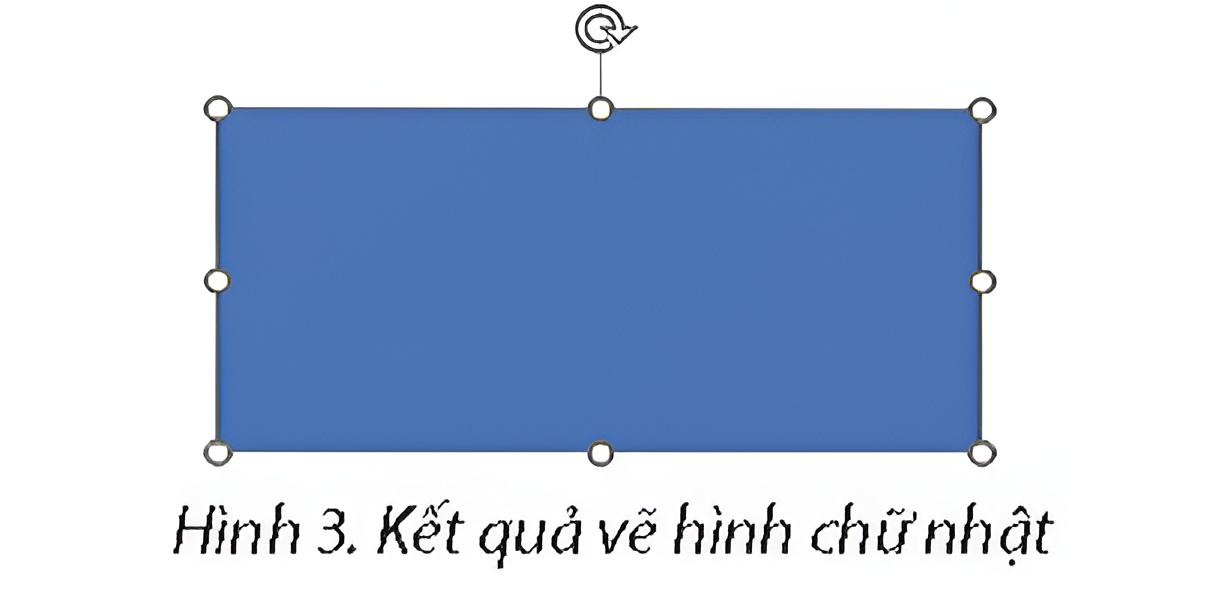 Hình 3. Kết quả vẽ hình chữ nhật